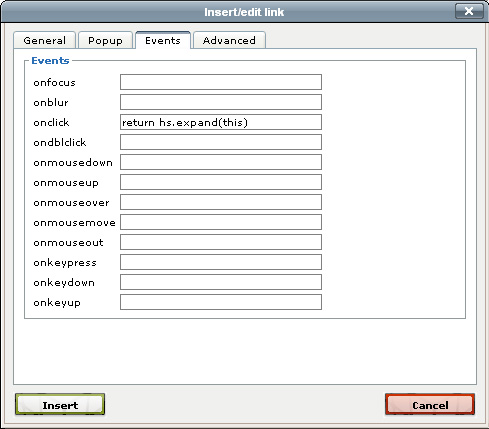 Insert/edit link
General Popup Events Advanced
Events
onfocus
onblur
onclick return hs.expand(this)
ondblclick
onmousedown
onmouseup
onmouseover
onmousemove
onmouseout
onkeypress
onkeydown
onkeyup
Insert Cancel